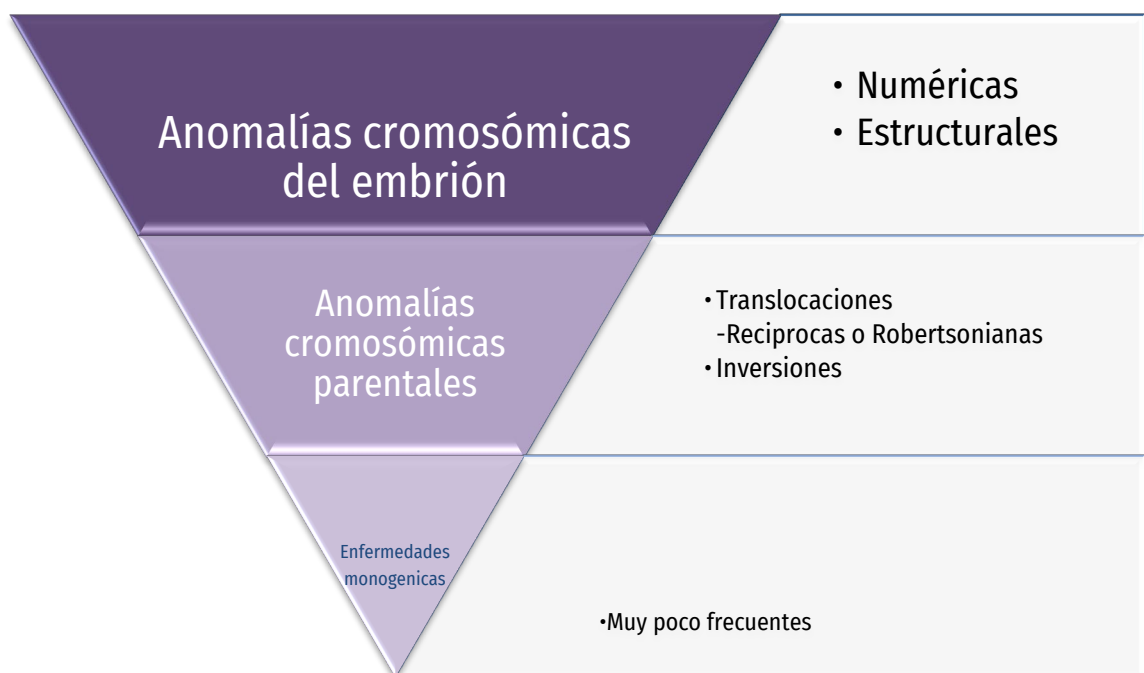 Anomalías cromosómicas
del embrión
• Numéricas
• Estructurales
Anomalías
cromosómicas
parentales
• Translocaciones
-Reciprocas o Robertsonianas
• Inversiones
Enfermedades
monogenicas
•Muy poco frecuentes